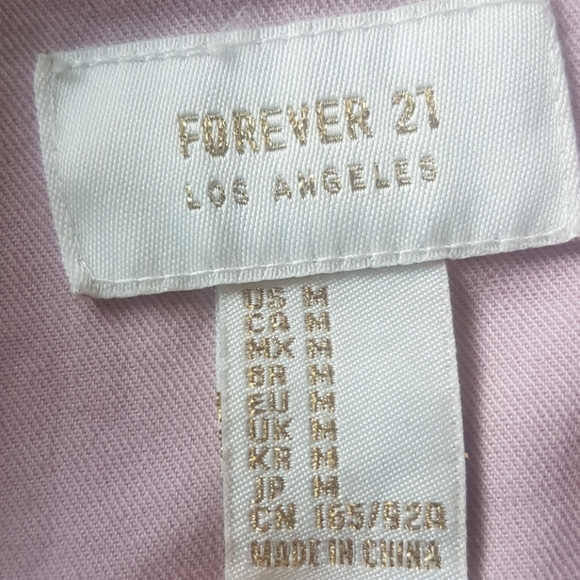 FOREVER 21
LOS ANGELES
US M
CA M
MX M
BR M
EU M
UK M
KR M
JP M
CN 165/92A
MADE IN CHINA